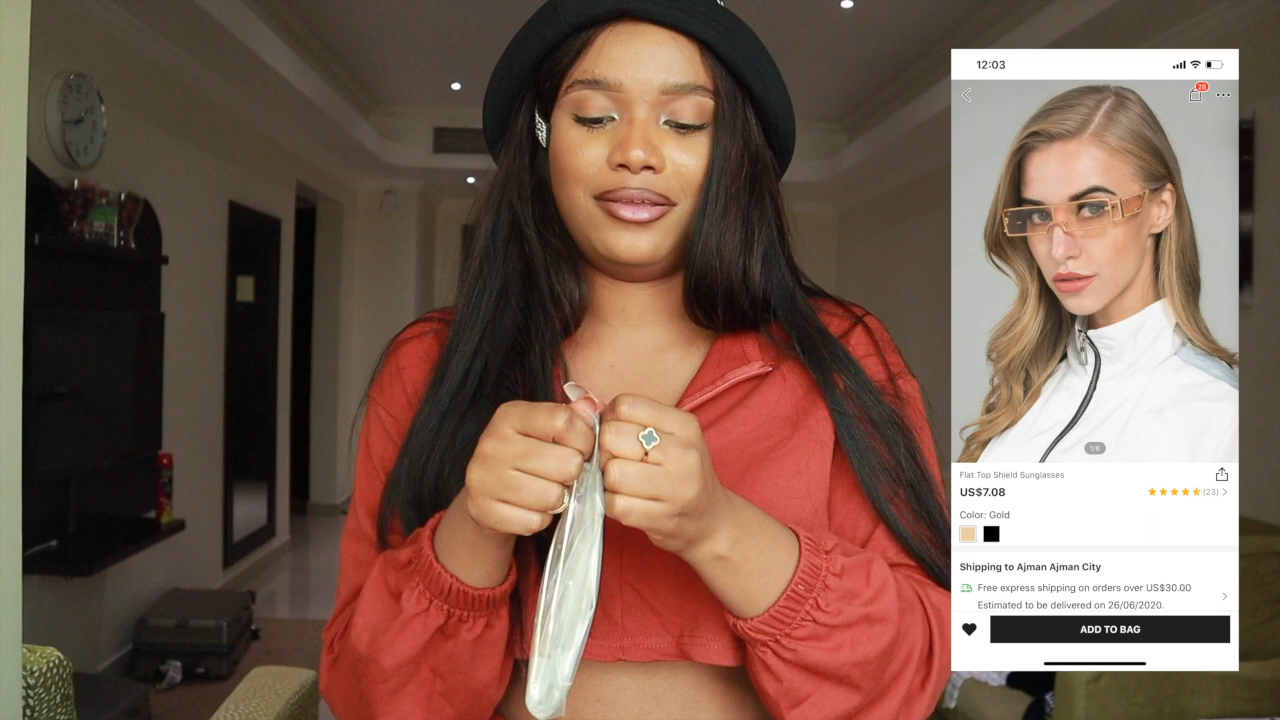 12:03
28
1/6
Flat Top Shield Sunglasses
US$7.08
(23)
Color: Gold
Shipping to Ajman Ajman City
Free express shipping on orders over US$30.00
Estimated to be delivered on 26/06/2020.
ADD TO BAG